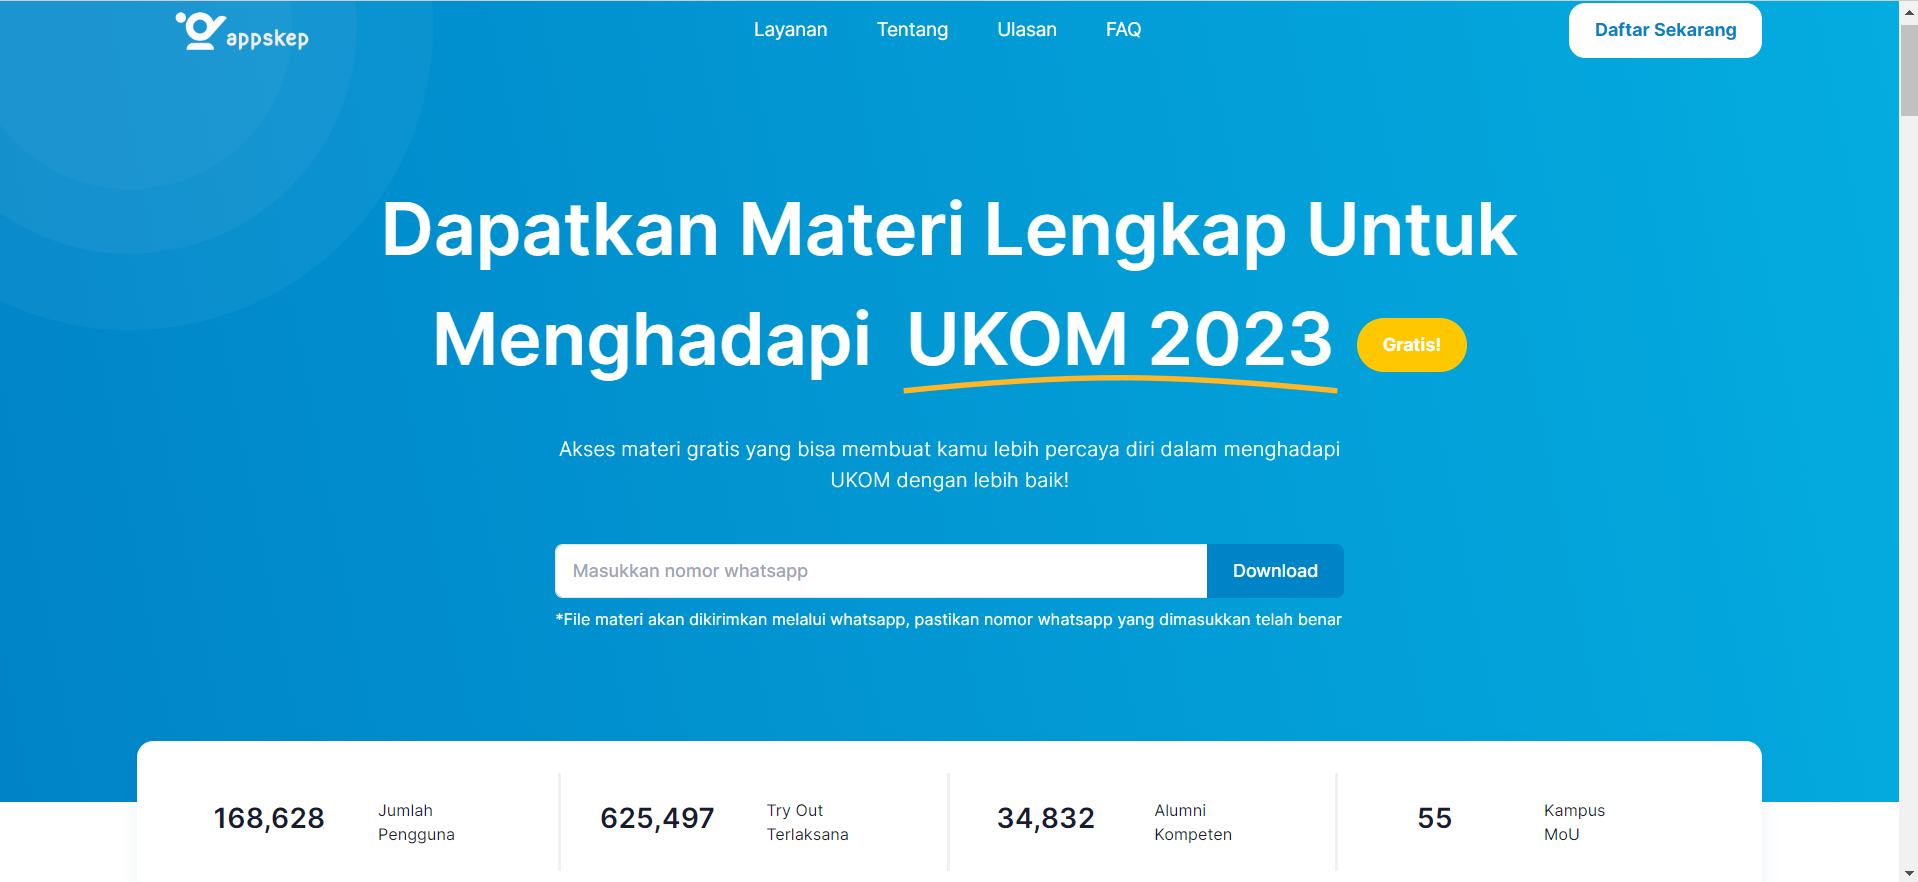 appskep
Layanan
Tentang
Ulasan
FAQ
Daftar Sekarang
Dapatkan Materi Lengkap Untuk
Menghadapi UKOM 2023 Gratis!
Akses materi gratis yang bisa membuat kamu lebih percaya diri dalam menghadapi
UKOM dengan lebih baik!
Masukkan nomor whatsapp
Download
*File materi akan dikirimkan melalui whatsapp, pastikan nomor whatsapp yang dimasukkan telah benar
168,628
Jumlah
Pengguna
625,497
Try Out
Terlaksana
34,832
Alumni
Kompeten
55
Kampus
MoU